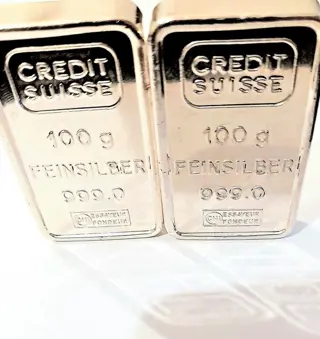 CREDIT
SUISSE
100 g
FEINSILBER
999.0
ESSAYEUR
FONDEUR
CREDIT
SUISSE
100 g
FEINSILBER
999.0
ESSAYEUR
FONDEUR